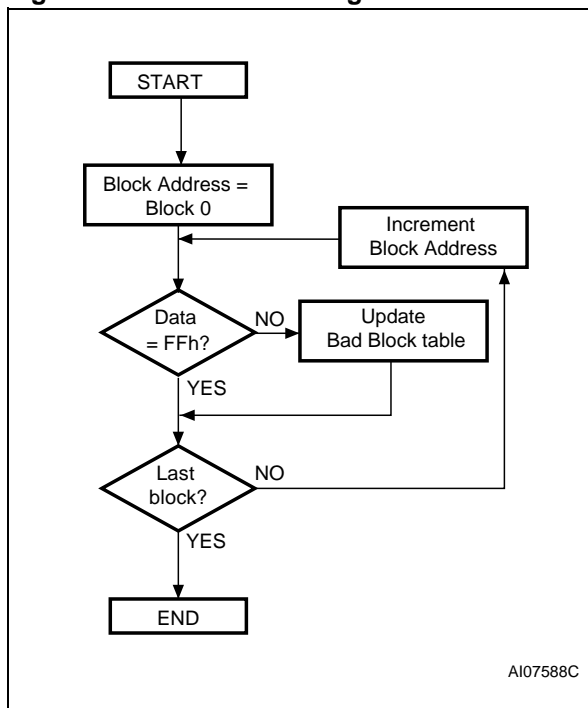 START
Block Address =
Block 0
Increment
Block Address
Data
= FFh?
NO
Update
Bad Block table
YES
Last
block?
NO
YES
END
AI07588C